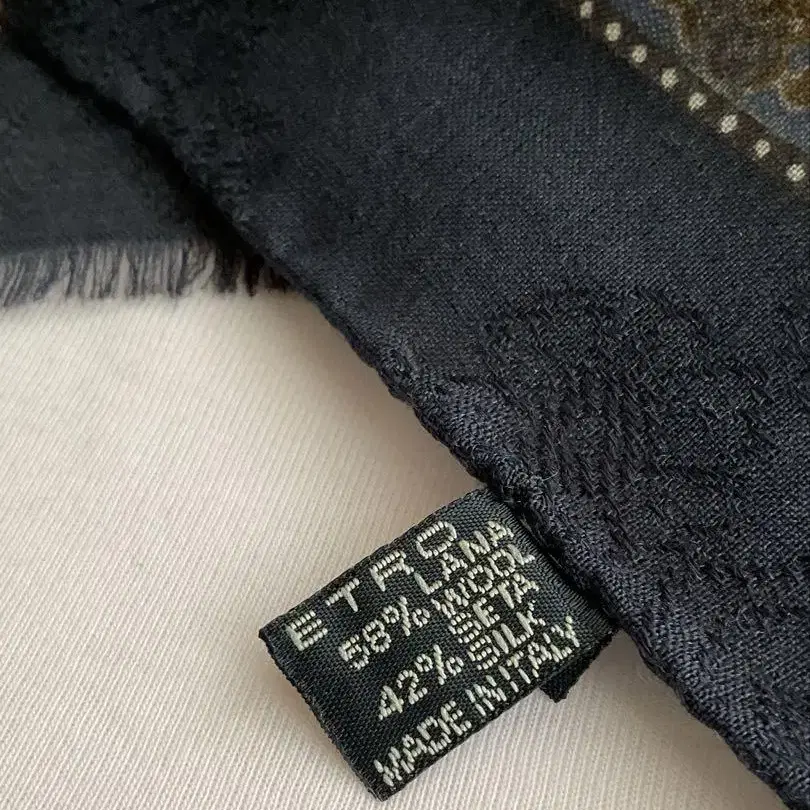 ETRO
58% LANA
WOOL
42% SETA
SILK
MADE IN ITALY